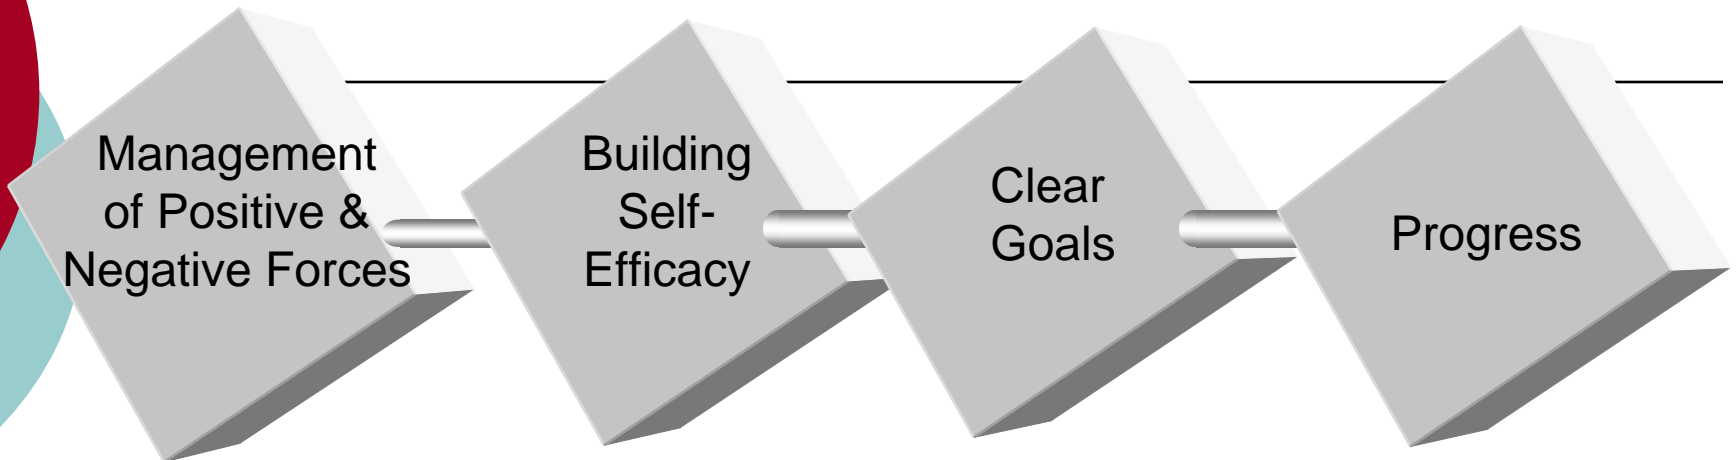 Management
of Positive &
Negative Forces
Building
Self-
Efficacy
Clear
Goals
Progress